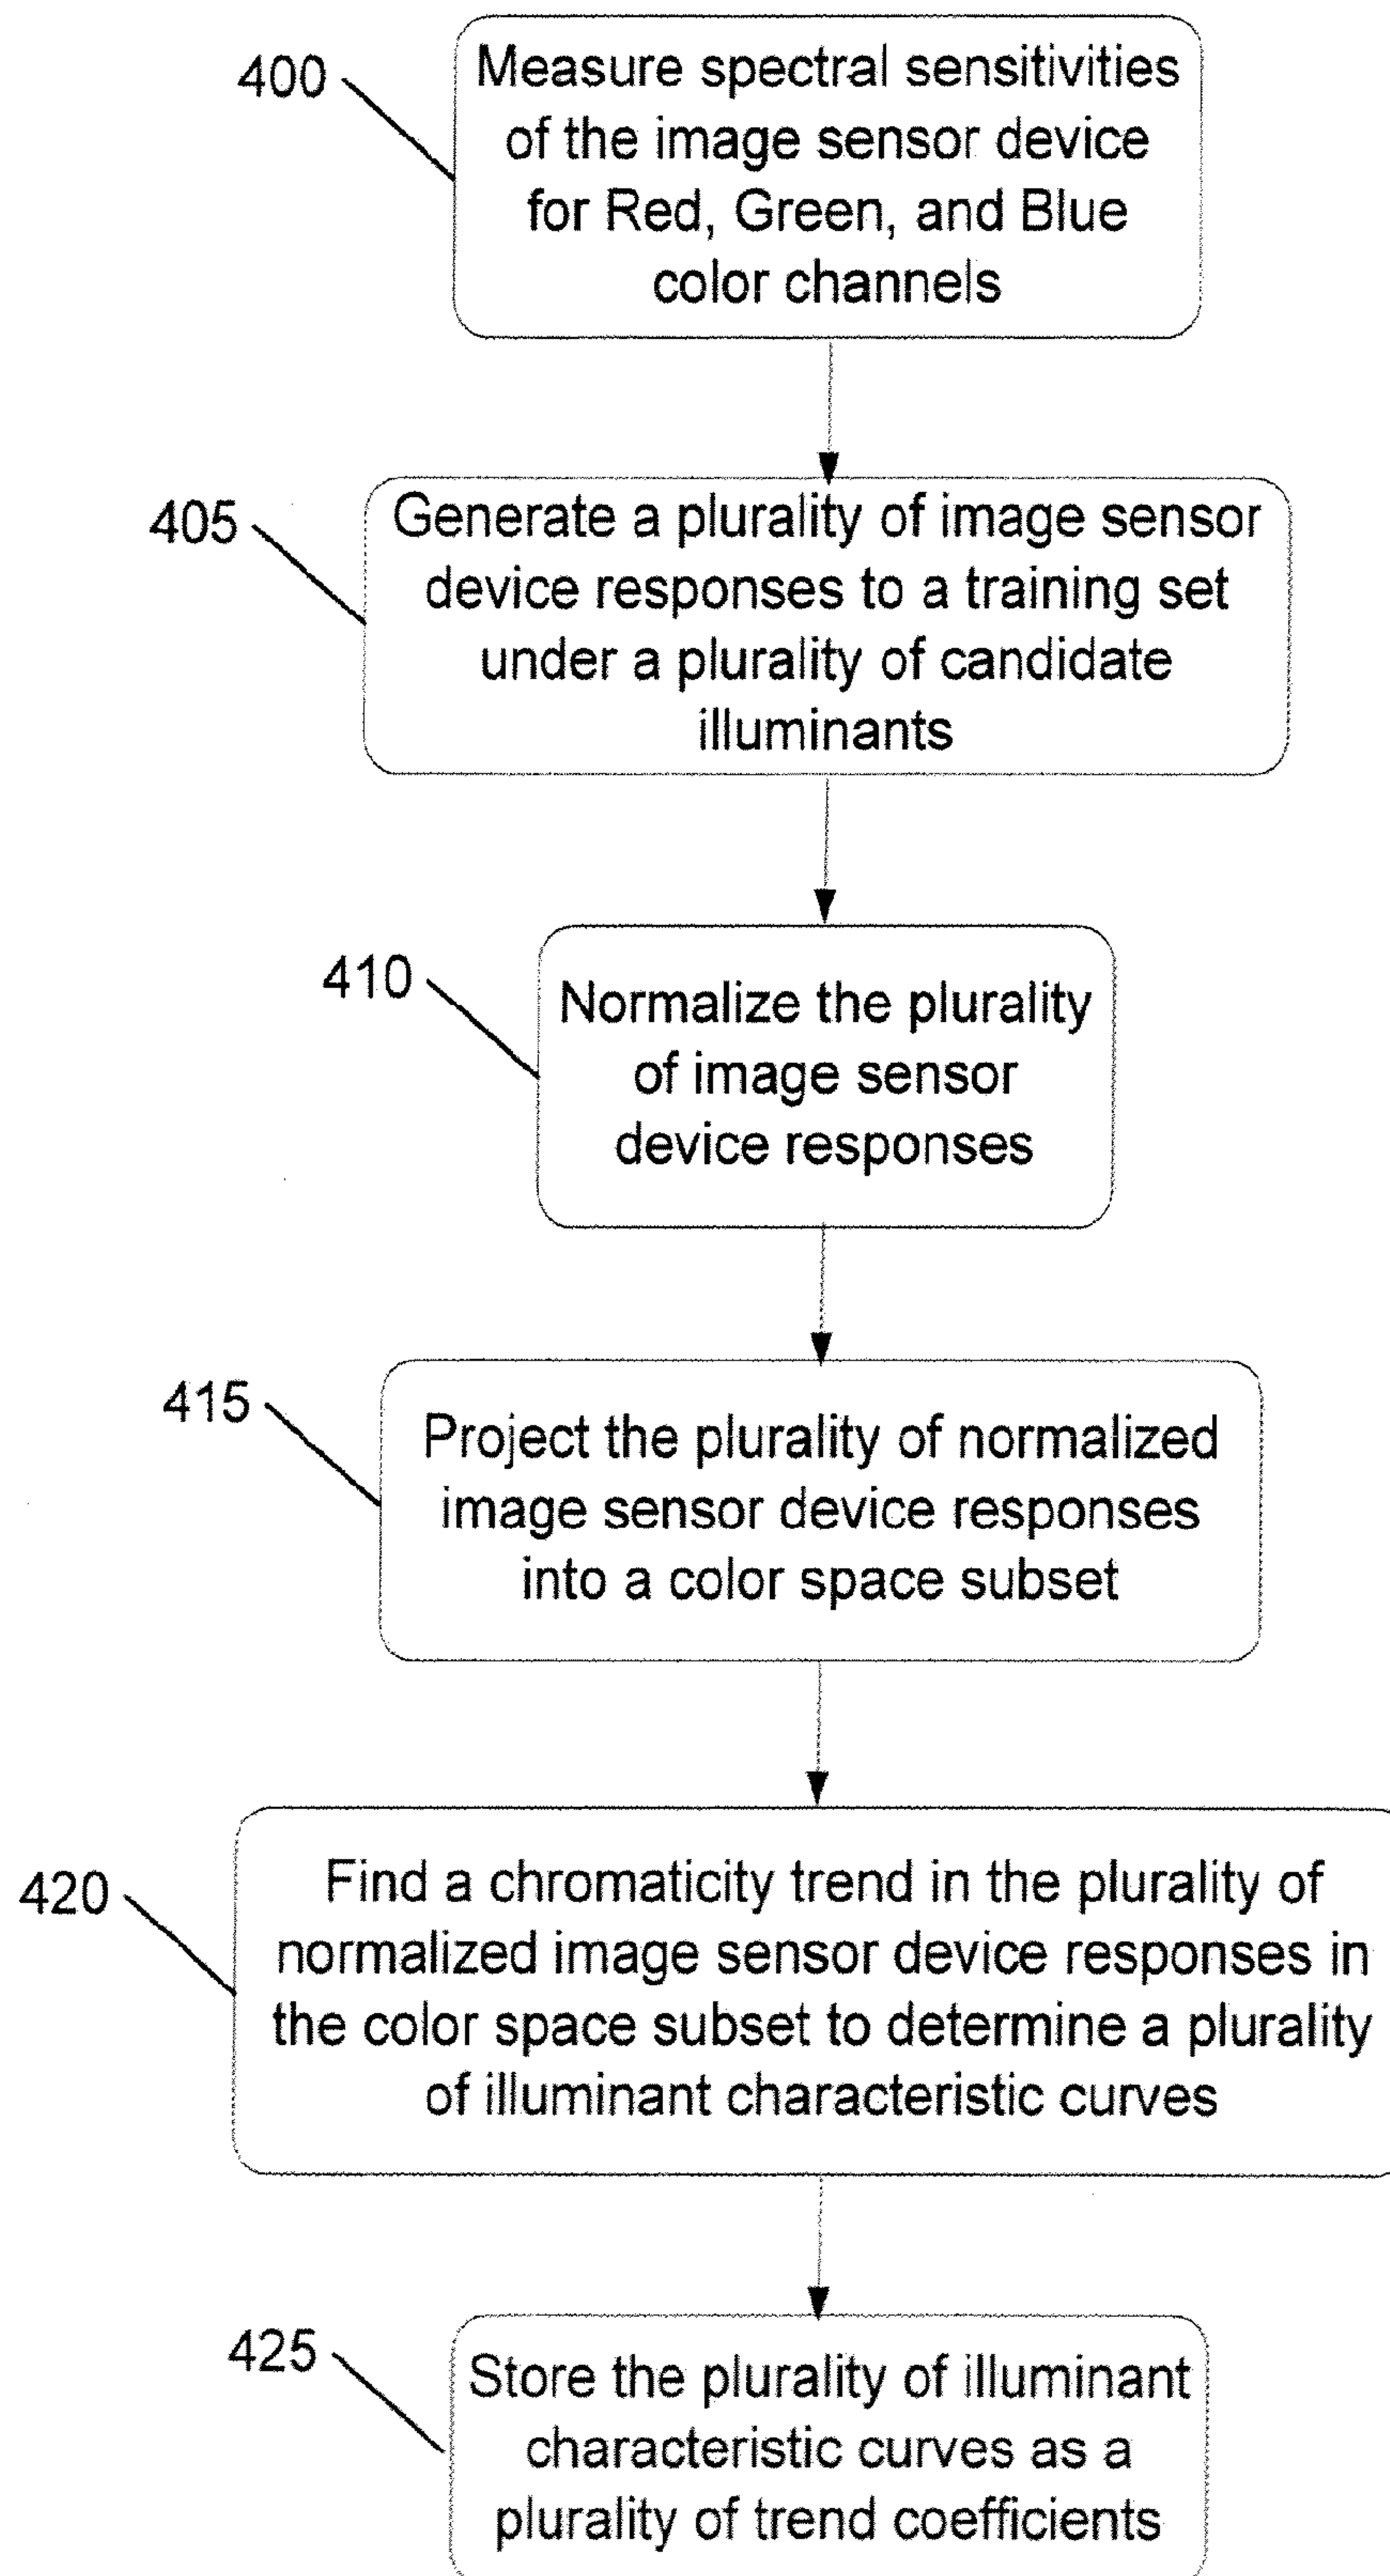 400
Measure spectral sensitivities
of the image sensor device
for Red, Green, and Blue
color channels
405
Generate a plurality of image sensor
device responses to a training set
under a plurality of candidate
illuminants
410
Normalize the plurality
of image sensor
device responses
415
Project the plurality of normalized
image sensor device responses
into a color space subset
420
Find a chromaticity trend in the plurality of
normalized image sensor device responses in
the color space subset to determine a plurality
of illuminant characteristic curves
425
Store the plurality of illuminant
characteristic curves as a
plurality of trend coefficients